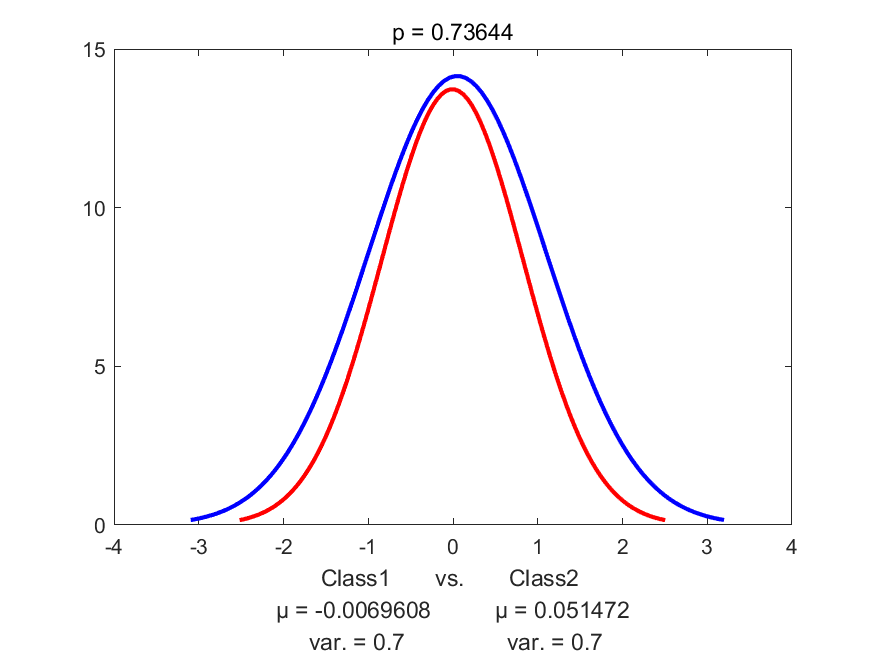 p = 0.73644
15
10
5
0
-4 -3 -2 -1 0 1 2 3 4
Class1 vs. Class2
μ = -0.0069608 μ = 0.051472
var. = 0.7 var. = 0.7